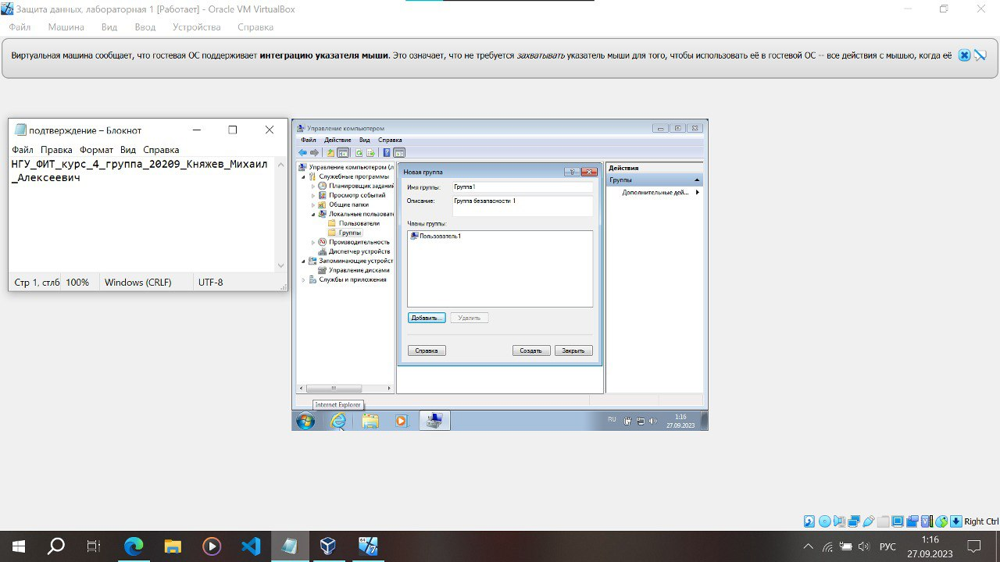 Защита данных, лабораторная 1 [Работает] - Oracle VM VirtualBox
Файл Машина Вид Ввод Устройства Справка
Виртуальная машина сообщает, что гостевая ОС поддерживает интеграцию указателя мыши. Это означает, что не требуется захватывать указатель мыши для того, чтобы использовать её в гостевой ОС -- все действия с мышью, когда её
подтверждение – Блокнот
Файл Правка Формат Вид Справка
НГУ_ФИТ_курс_4_группа_20209_Княжев_Михаил
_Алексеевич
Стр 1, стлб 100% Windows (CRLF) UTF-8
Управление компьютером
Файл Действие Вид Справка
Управление компьютером (л
Служебные программы
Планировщик заданий
Просмотр событий
Общие папки
Локальные пользоват
Пользователи
Группы
Производительность
Диспетчер устройств
Запоминающие устройст
Управление дисками
Службы и приложения
Новая группа
Имя группы: Группа1
Описание: Группа безапасности 1
Члены группы:
Пользователь1
Добавить... Удалить
Справка Создать Закрыть
Действия
Группы
Дополнительные дей...
Internet Explorer
RU 1:16
27.09.2023
Right Ctrl
РУС 1:16
27.09.2023